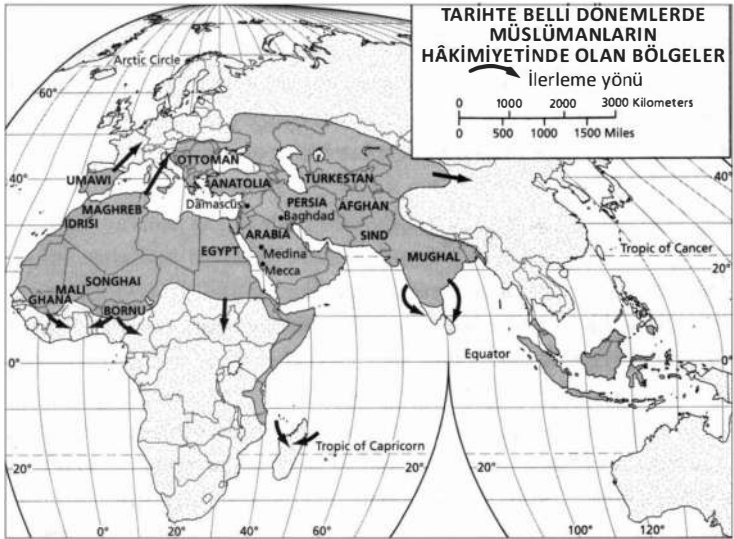 TARİHTE BELLİ DÖNEMLERDE
MÜSLÜMANLARIN
HÂKİMİYETİNDE OLAN BÖLGELER
İlerleme yönü
0 1000 2000 3000 Kilometers
0 500 1000 1500 Miles
Arctic Circle
60°
OTTOMAN
UMAWI
ANATOLIA
TURKESTAN
40°
40°
Damascus
PERSIA
AFGHAN
MAGHREB
Baghdad
IDRISI
ARABIA
SIND
EGYPT
Medina
MUGHAL
Tropic of Cancer
Mecca
20°
SONGHAI
MALI
GHANA
BORNU
Equator
0°
0°
Tropic of Capricorn
20°
20°
20°
0°
20°
40°
60°
100°
120°